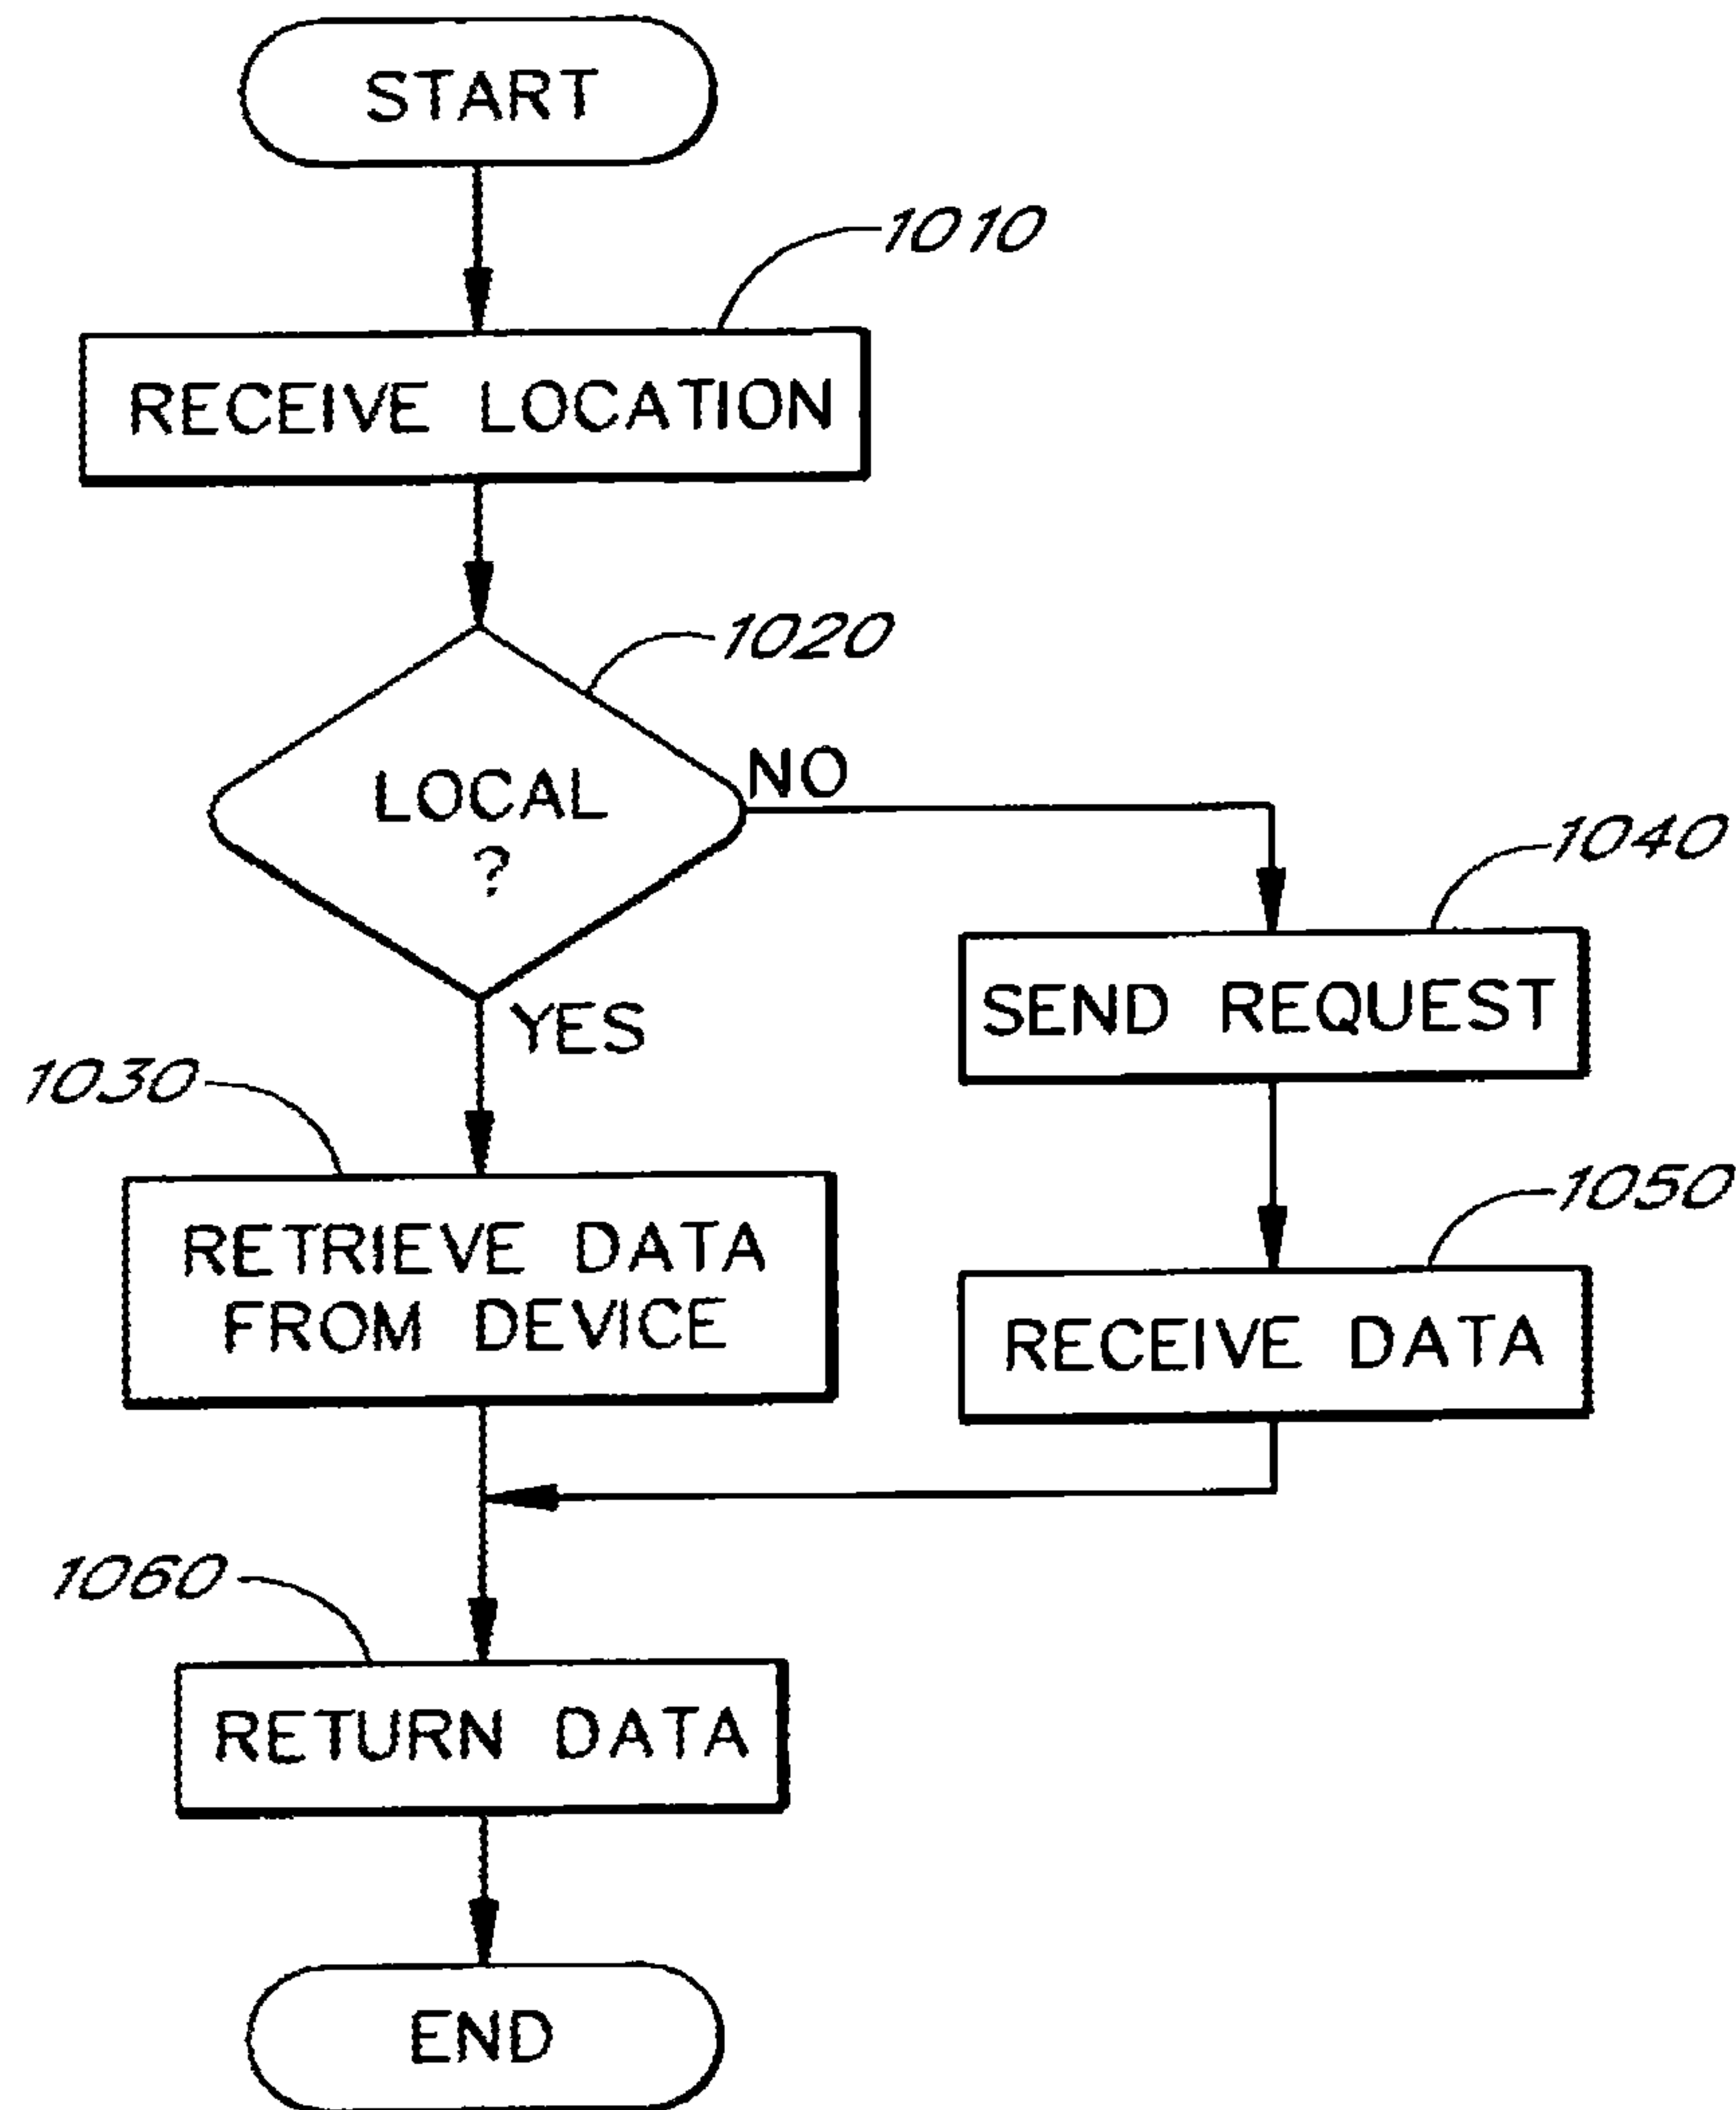 START
1010
RECEIVE LOCATION
1020
LOCAL
?
NO
1040
SEND REQUEST
YES
1030
RETRIEVE DATA
FROM DEVICE
1050
RECEIVE DATA
1060
RETURN DATA
END